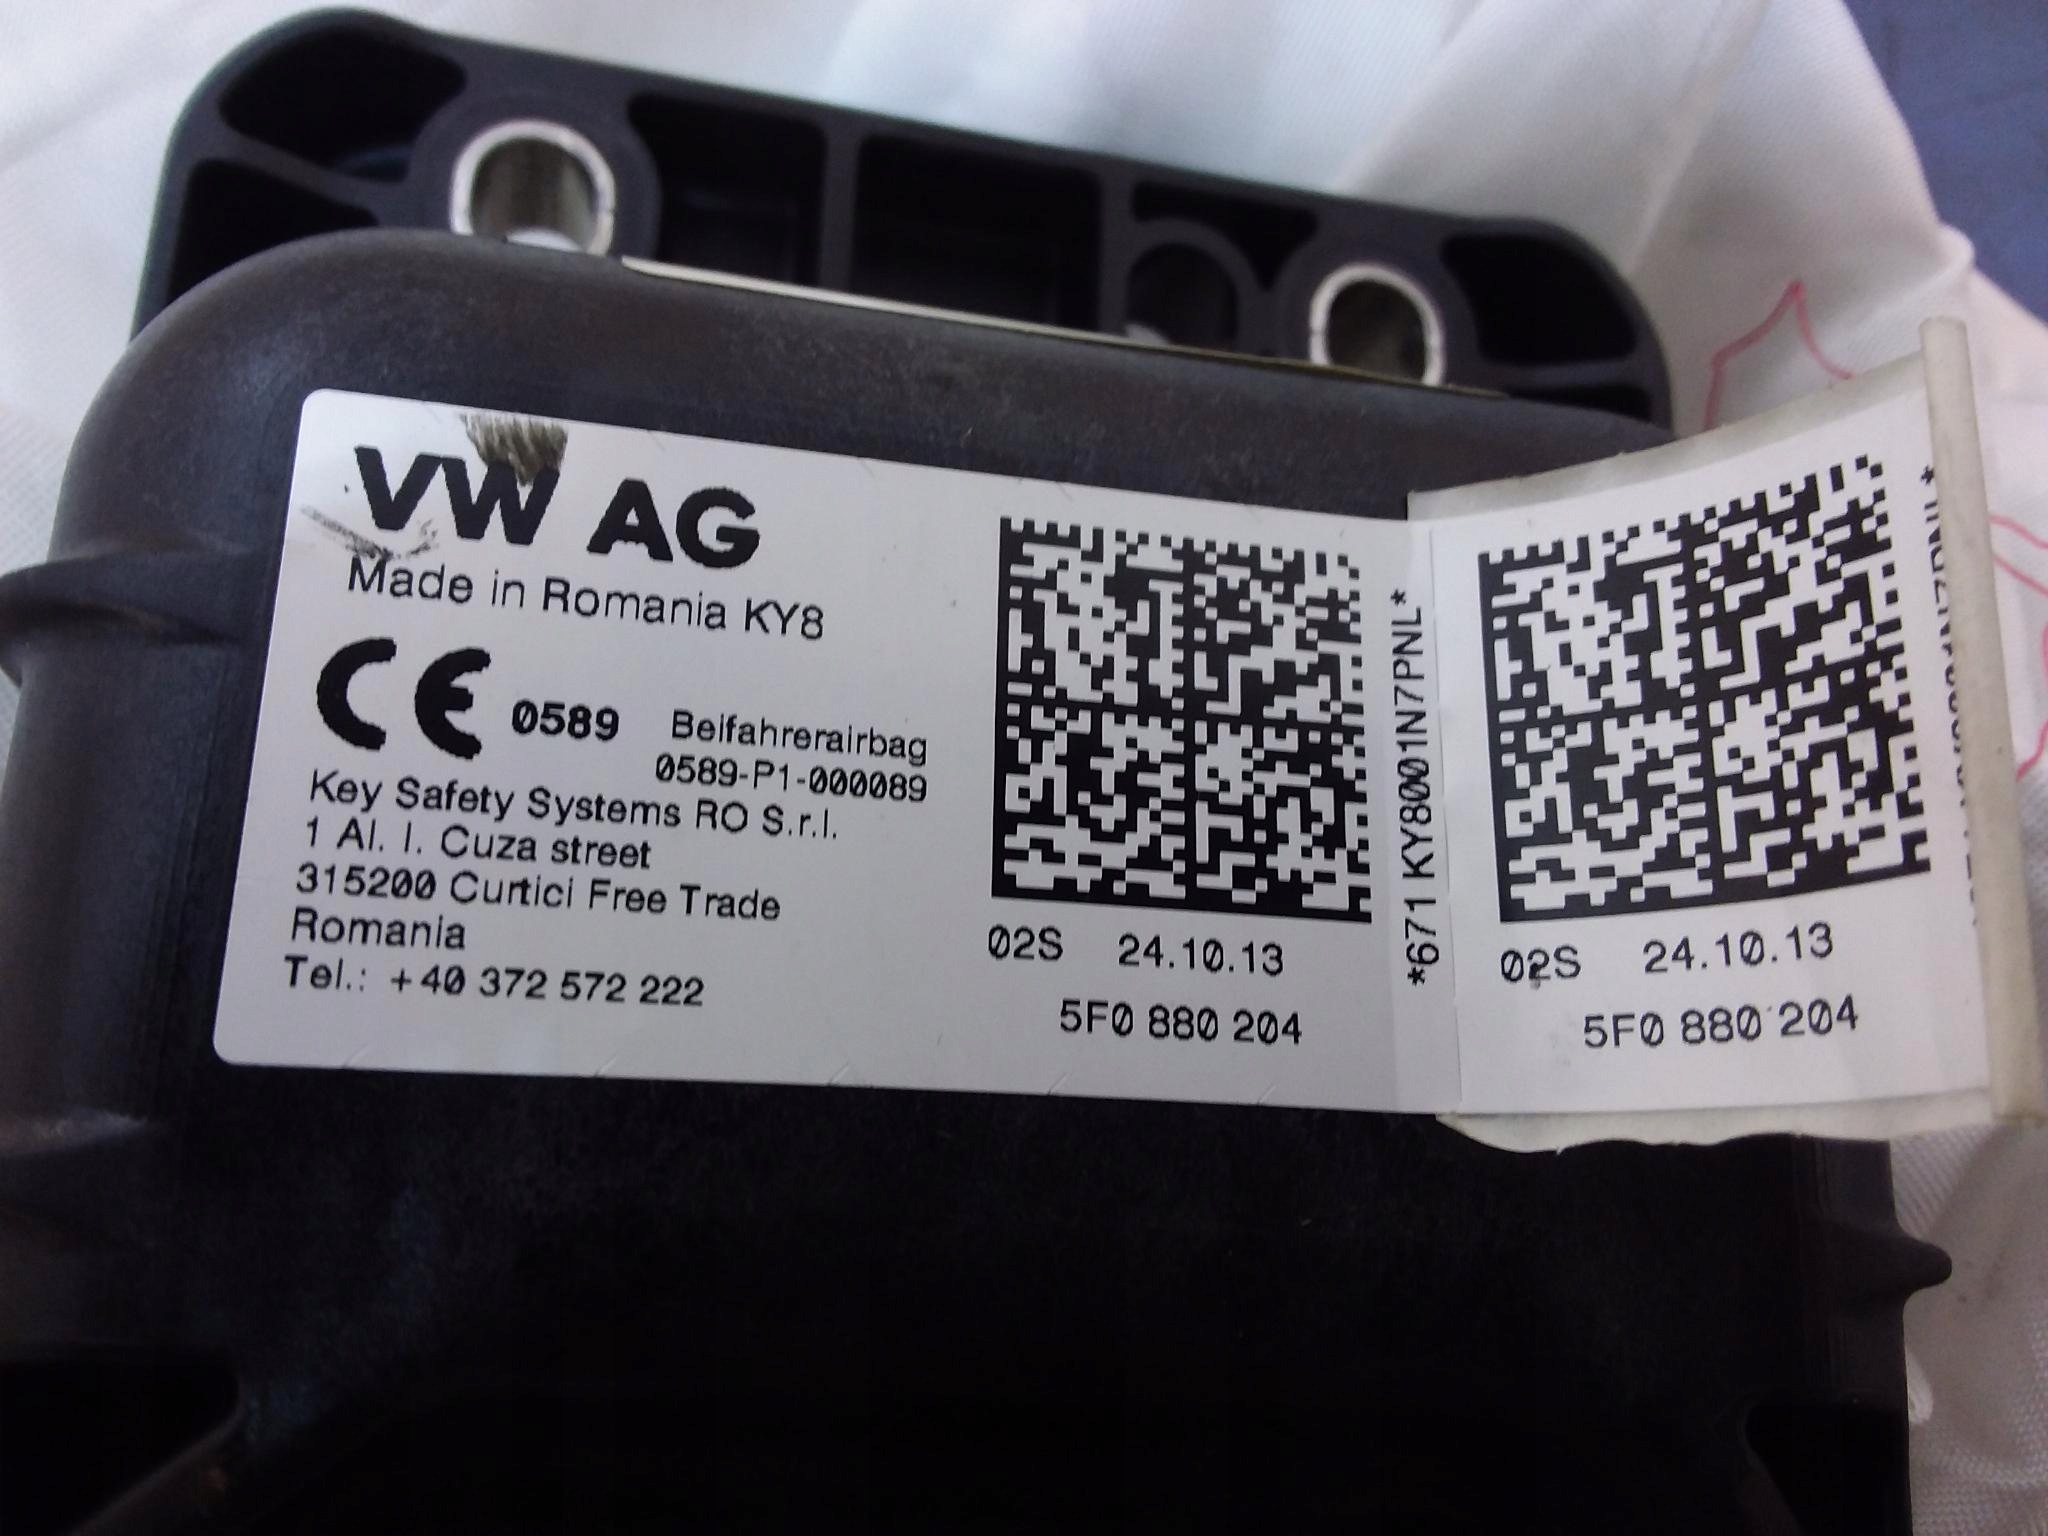 VW AG
Made in Romania KY8
CE 0589
Beifahrerairbag
0589-P1-000089
Key Safety Systems RO S.r.l.
1 Al. I. Cuza street
315200 Curtici Free Trade
Romania
Tel.: +40 372 572 222
02S 24.10.13
5F0 880 204
*671 KY8001N7PNL*
02S 24.10.13
5F0 880 204